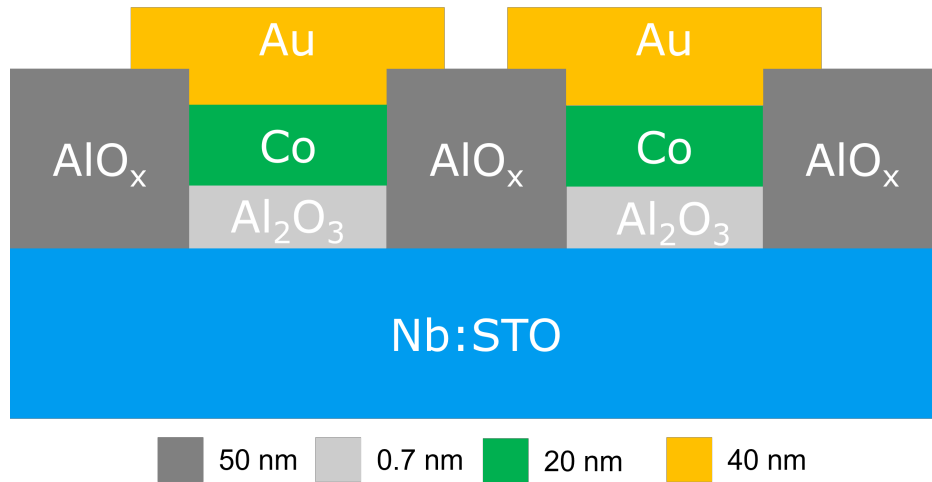 Au Au
Co Co
AlOₓ AlOₓ AlOₓ
Al₂O₃ Al₂O₃
Nb:STO
50 nm 0.7 nm 20 nm 40 nm